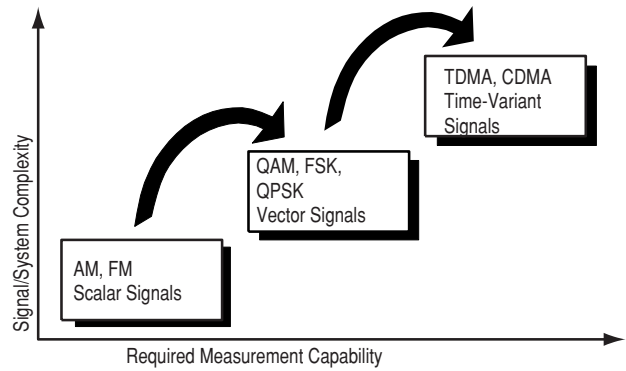 Signal/System Complexity
TDMA, CDMA
Time-Variant
Signals
QAM, FSK,
QPSK
Vector Signals
AM, FM
Scalar Signals
Required Measurement Capability